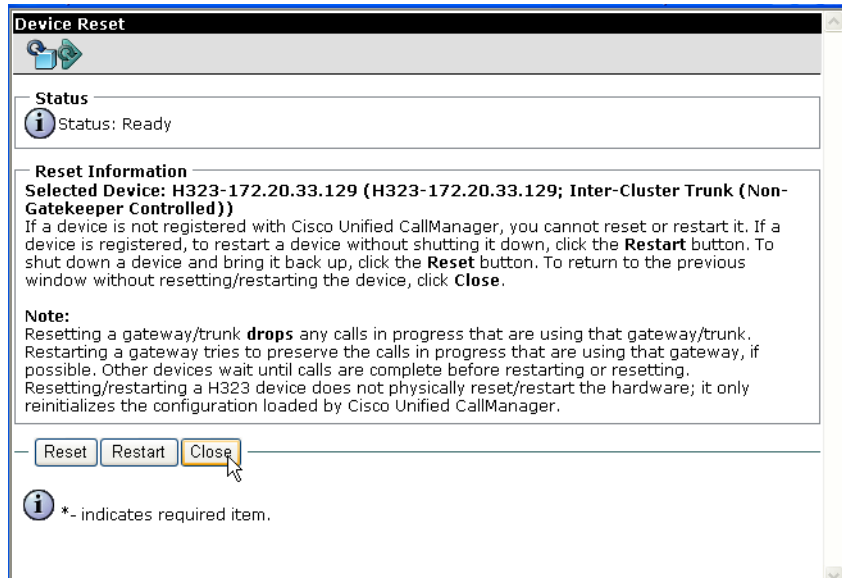 Device Reset
Status
Status: Ready
Reset Information
Selected Device: H323-172.20.33.129 (H323-172.20.33.129; Inter-Cluster Trunk (Non-
Gatekeeper Controlled))
If a device is not registered with Cisco Unified CallManager, you cannot reset or restart it. If a
device is registered, to restart a device without shutting it down, click the Restart button. To
shut down a device and bring it back up, click the Reset button. To return to the previous
window without resetting/restarting the device, click Close.
Note:
Resetting a gateway/trunk drops any calls in progress that are using that gateway/trunk.
Restarting a gateway tries to preserve the calls in progress that are using that gateway, if
possible. Other devices wait until calls are complete before restarting or resetting.
Resetting/restarting a H323 device does not physically reset/restart the hardware; it only
reinitializes the configuration loaded by Cisco Unified CallManager.
Reset Restart Close
*- indicates required item.